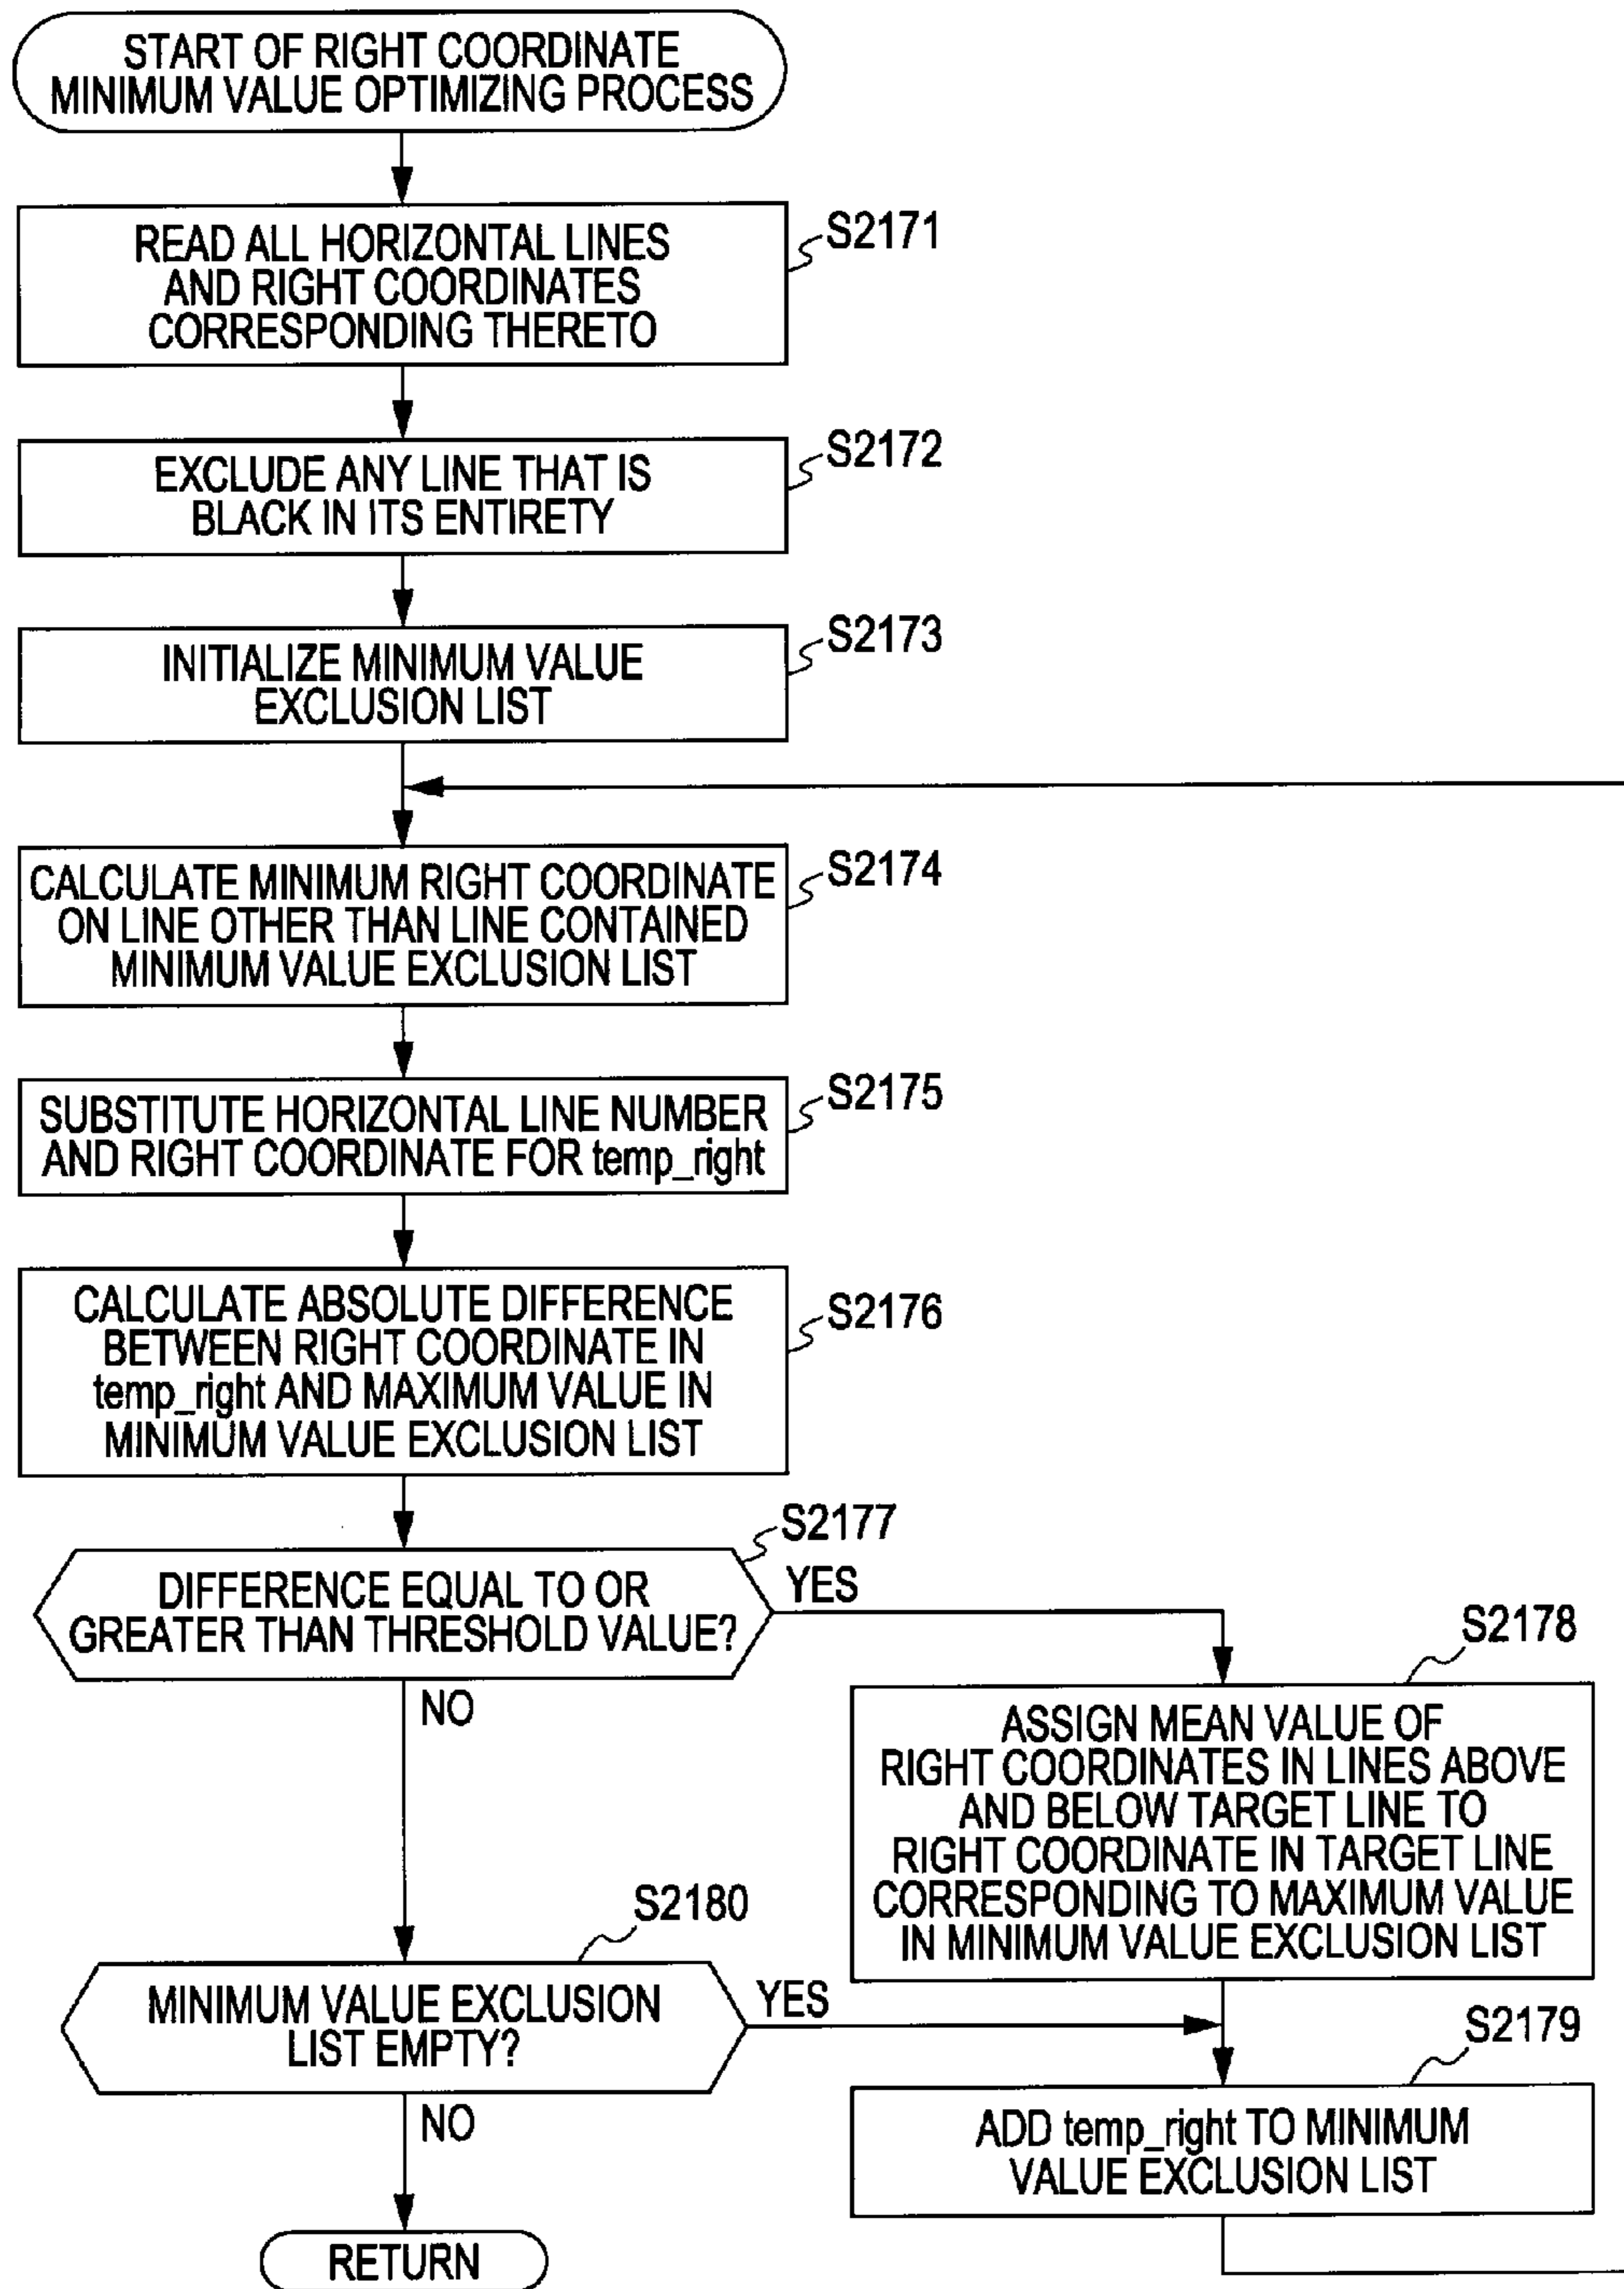 START OF RIGHT COORDINATE
MINIMUM VALUE OPTIMIZING PROCESS
S2171
READ ALL HORIZONTAL LINES
AND RIGHT COORDINATES
CORRESPONDING THERETO
S2172
EXCLUDE ANY LINE THAT IS
BLACK IN ITS ENTIRETY
S2173
INITIALIZE MINIMUM VALUE
EXCLUSION LIST
S2174
CALCULATE MINIMUM RIGHT COORDINATE
ON LINE OTHER THAN LINE CONTAINED
MINIMUM VALUE EXCLUSION LIST
S2175
SUBSTITUTE HORIZONTAL LINE NUMBER
AND RIGHT COORDINATE FOR temp_right
S2176
CALCULATE ABSOLUTE DIFFERENCE
BETWEEN RIGHT COORDINATE IN
temp_right AND MAXIMUM VALUE IN
MINIMUM VALUE EXCLUSION LIST
S2177
DIFFERENCE EQUAL TO OR
GREATER THAN THRESHOLD VALUE?
YES
NO
S2178
ASSIGN MEAN VALUE OF
RIGHT COORDINATES IN LINES ABOVE
AND BELOW TARGET LINE TO
RIGHT COORDINATE IN TARGET LINE
CORRESPONDING TO MAXIMUM VALUE
IN MINIMUM VALUE EXCLUSION LIST
S2180
MINIMUM VALUE EXCLUSION
LIST EMPTY?
YES
NO
S2179
ADD temp_right TO MINIMUM
VALUE EXCLUSION LIST
RETURN